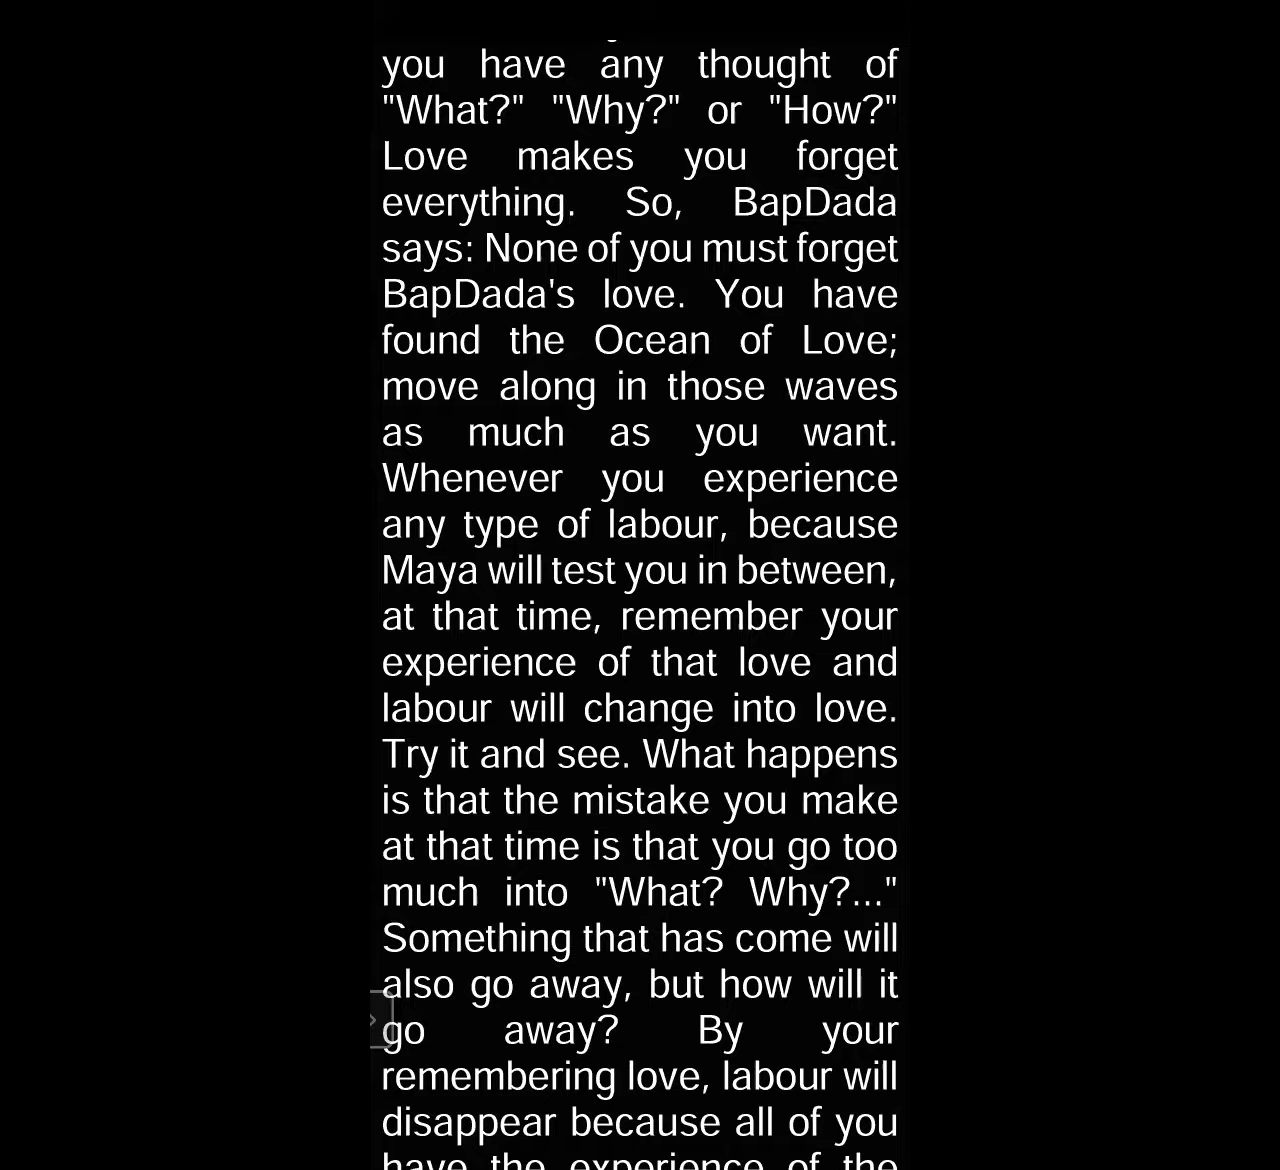 you have any thought of
"What?" "Why?" or "How?"
Love makes you forget
everything. So, BapDada
says: None of you must forget
BapDada's love. You have
found the Ocean of Love;
move along in those waves
as much as you want.
Whenever you experience
any type of labour, because
Maya will test you in between,
at that time, remember your
experience of that love and
labour will change into love.
Try it and see. What happens
is that the mistake you make
at that time is that you go too
much into "What? Why?..."
Something that has come will
also go away, but how will it
go away? By your
remembering love, labour will
disappear because all of you
have the experience of the